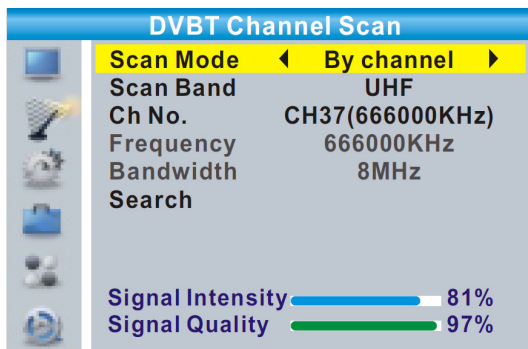 DVBT Channel Scan
Scan Mode By channel
Scan Band UHF
Ch No. CH37(666000KHz)
Frequency 666000KHz
Bandwidth 8MHz
Search
Signal Intensity 81%
Signal Quality 97%